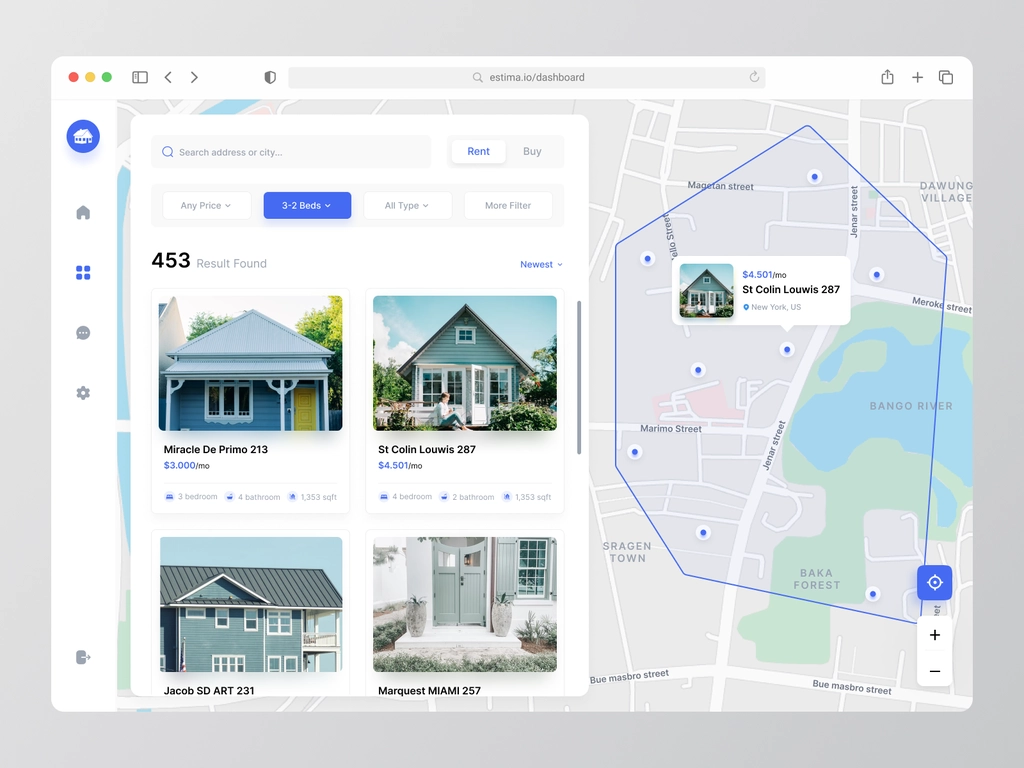 estima.io/dashboard
Search address or city...
Rent
Buy
Any Price
3-2 Beds
All Type
More Filter
453 Result Found
Newest
Miracle De Primo 213
$3.000/mo
3 bedroom
4 bathroom
1,353 sqft
St Colin Louwis 287
$4.501/mo
4 bedroom
2 bathroom
1,353 sqft
Jacob SD ART 231
Marquest MIAMI 257
Magetan street
Jenar street
DAWUNG
VILLAGE
$4.501/mo
St Colin Louwis 287
New York, US
Meroke street
BANGO RIVER
Marimo Street
Jenar street
SRAGEN
TOWN
BAKA
FOREST
Bue masbro street
Bue masbro street